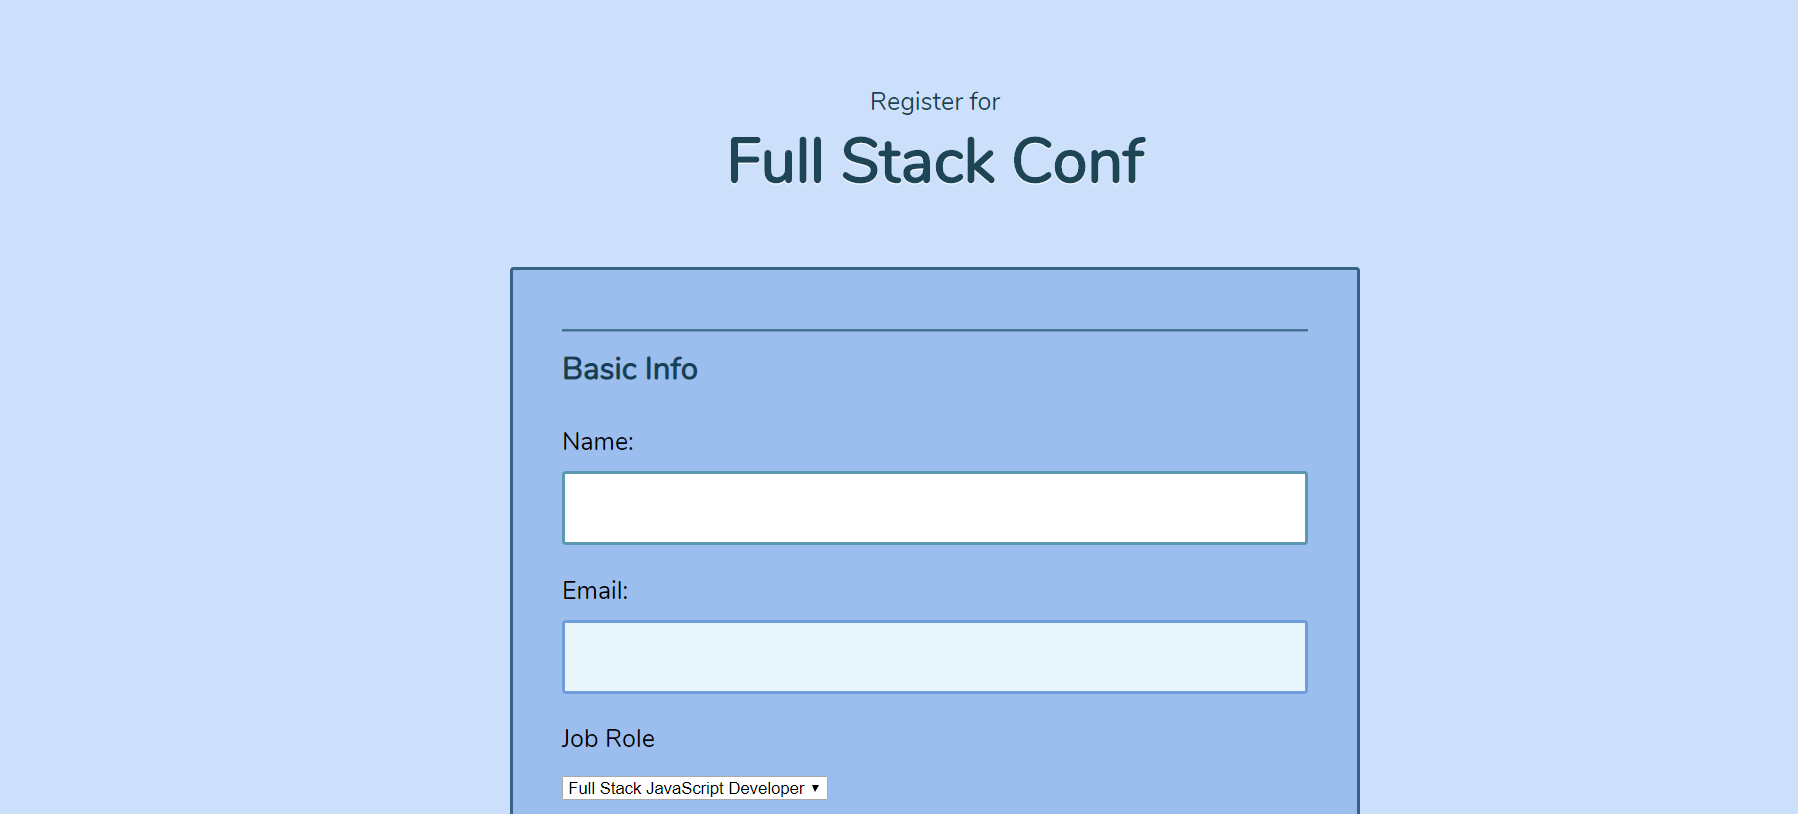 Register for
Full Stack Conf
Basic Info
Name:
Email:
Job Role
Full Stack JavaScript Developer